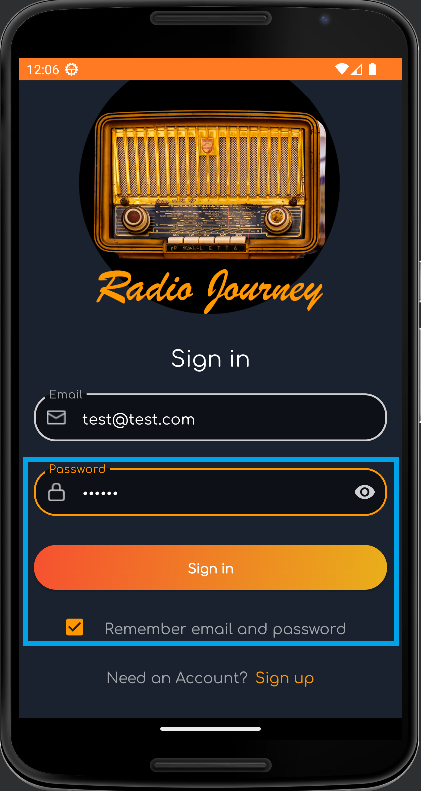 12:06
Radio Journey
Sign in
Email
test@test.com
Password
••••••
Sign in
Remember email and password
Need an Account? Sign up